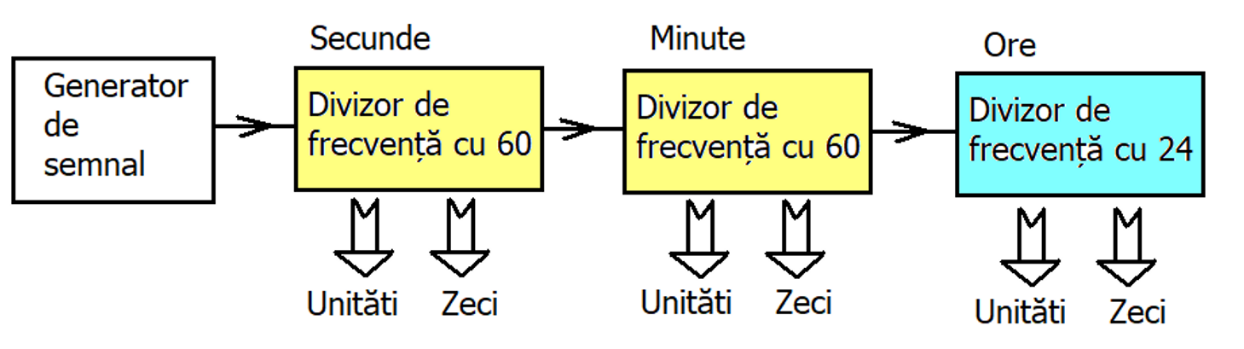 Secunde
Minute
Ore
Generator
de
semnal
Divizor de
frecvență cu 60
Divizor de
frecvență cu 60
Divizor de
frecvență cu 24
Unităti
Zeci
Unităti
Zeci
Unităti
Zeci